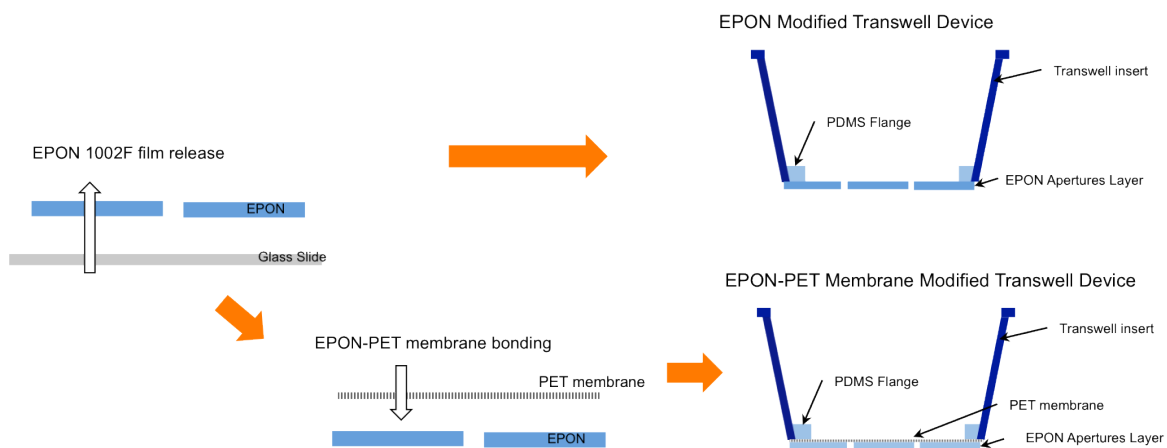 EPON Modified Transwell Device
Transwell insert
PDMS Flange
EPON 1002F film release
EPON Apertures Layer
EPON
Glass Slide
EPON-PET Membrane Modified Transwell Device
Transwell insert
EPON-PET membrane bonding
PET membrane
PDMS Flange
PET membrane
EPON
EPON Apertures Layer